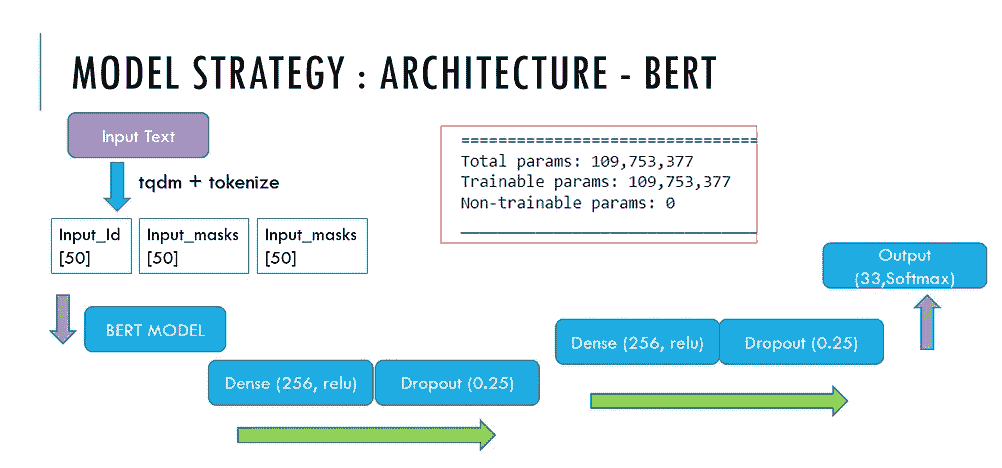 MODEL STRATEGY : ARCHITECTURE - BERT
Input Text
tqdm + tokenize
Input_Id
[50]
Input_masks
[50]
Input_masks
[50]
================================
Total params: 109,753,377
Trainable params: 109,753,377
Non-trainable params: 0
________________________________
BERT MODEL
Dense (256, relu)
Dropout (0.25)
Dense (256, relu)
Dropout (0.25)
Output
(33,Softmax)